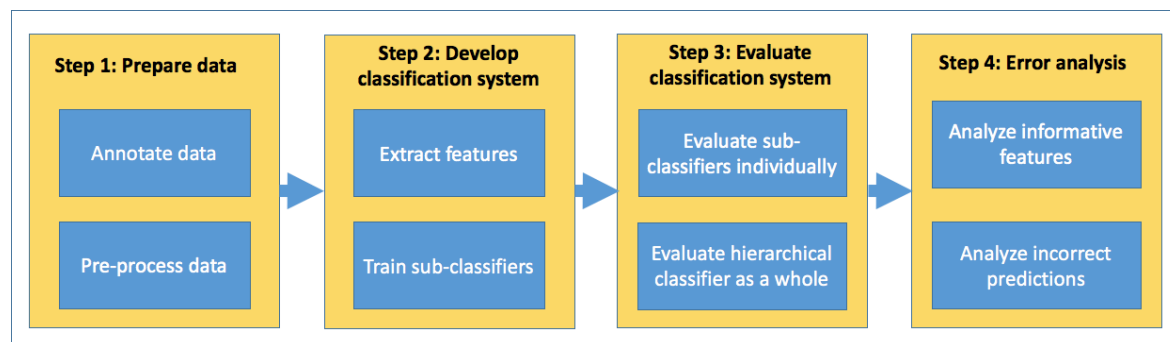 Step 1: Prepare data
Annotate data
Pre-process data
Step 2: Develop
classification system
Extract features
Train sub-classifiers
Step 3: Evaluate
classification system
Evaluate sub-
classifiers individually
Evaluate hierarchical
classifier as a whole
Step 4: Error analysis
Analyze informative
features
Analyze incorrect
predictions